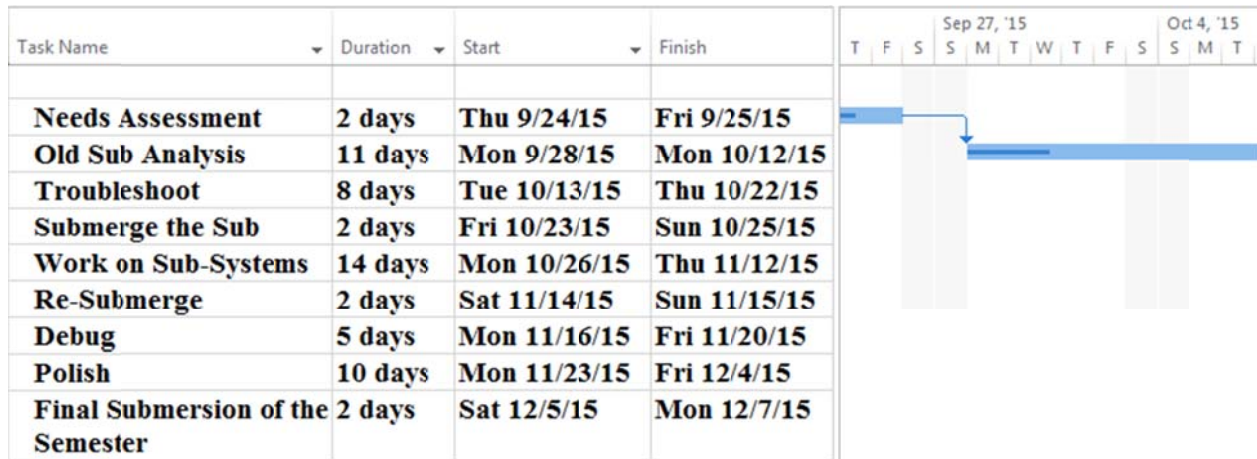 Sep 27, '15 Oct 4, '15
Task Name Duration Start Finish T F S S M T W T F S S M T
Needs Assessment 2 days Thu 9/24/15 Fri 9/25/15
Old Sub Analysis 11 days Mon 9/28/15 Mon 10/12/15
Troubleshoot 8 days Tue 10/13/15 Thu 10/22/15
Submerge the Sub 2 days Fri 10/23/15 Sun 10/25/15
Work on Sub-Systems 14 days Mon 10/26/15 Thu 11/12/15
Re-Submerge 2 days Sat 11/14/15 Sun 11/15/15
Debug 5 days Mon 11/16/15 Fri 11/20/15
Polish 10 days Mon 11/23/15 Fri 12/4/15
Final Submersion of the 2 days Sat 12/5/15 Mon 12/7/15
Semester